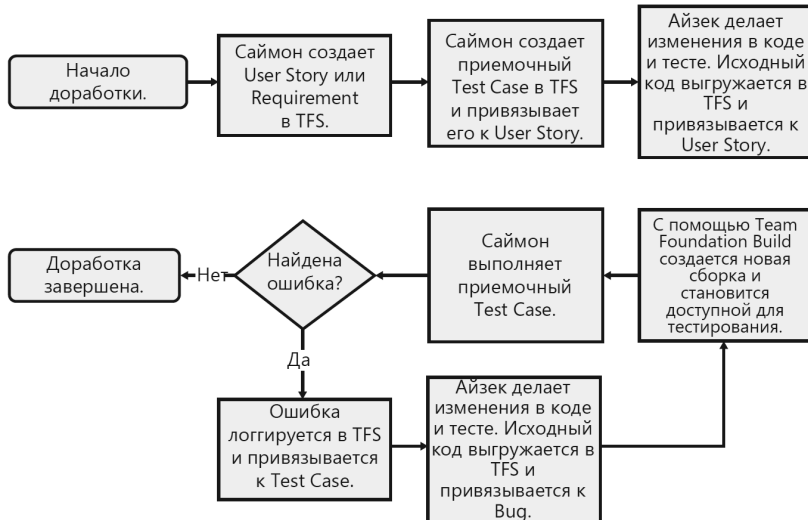 Начало
доработки.
Саймон создает
User Story или
Requirement
в TFS.
Саймон создает
приемочный
Test Case в TFS
и привязывает
его к User Story.
Айзек делает
изменения в коде
и тесте. Исходный
код выгружается в
TFS и
привязывается к
User Story.
С помощью Team
Foundation Build
создается новая
сборка и
становится
доступной для
тестирования.
Саймон
выполняет
приемочный
Test Case.
Найдена
ошибка?
Нет
Доработка
завершена.
Да
Ошибка
логгируется в TFS
и привязывается
к Test Case.
Айзек делает
изменения в коде
и тесте. Исходный
код выгружается в
TFS и
привязывается к
Bug.